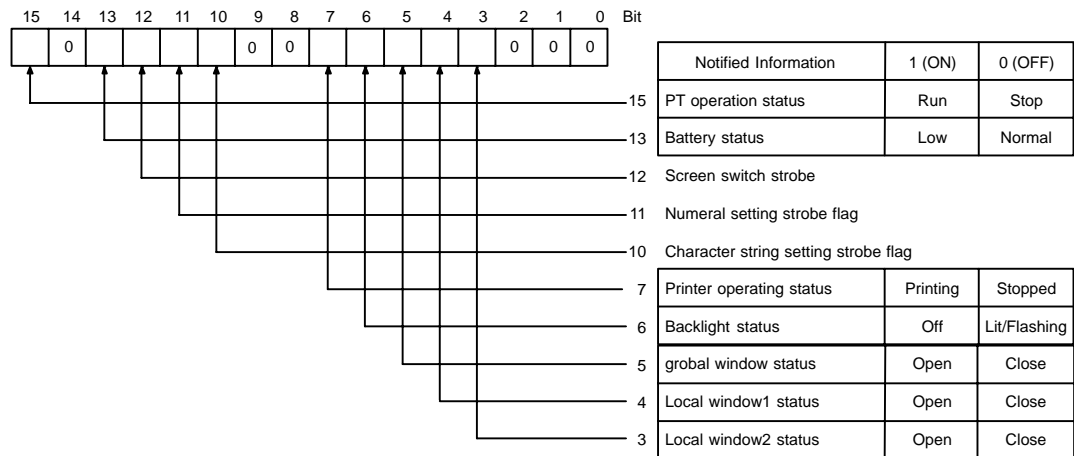 15 14 13 12 11 10 9 8 7 6 5 4 3 2 1 0 Bit
0 0 0 0 0 0
Notified Information 1 (ON) 0 (OFF)
15 PT operation status Run Stop
13 Battery status Low Normal
12 Screen switch strobe
11 Numeral setting strobe flag
10 Character string setting strobe flag
7 Printer operating status Printing Stopped
6 Backlight status Off Lit/Flashing
5 grobal window status Open Close
4 Local window1 status Open Close
3 Local window2 status Open Close